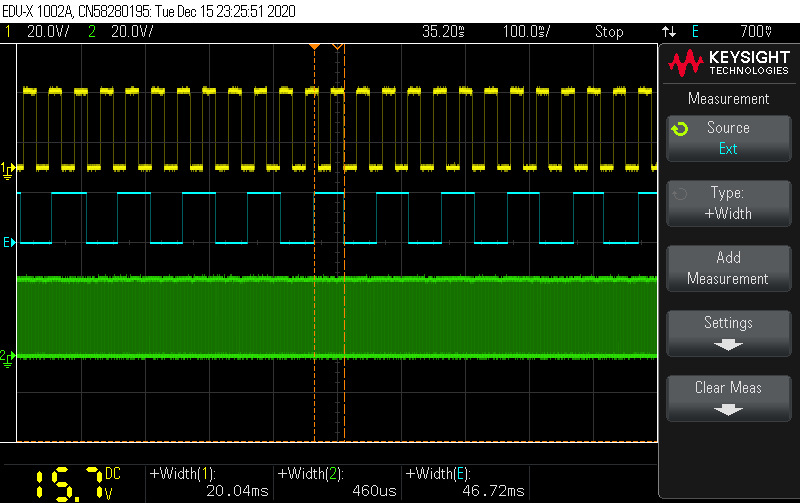 EDU-X 1002A, CN58280195: Tue Dec 15 23:25:51 2020
1 20.0V/ 2 20.0V/ 35.20s 100.0s/ Stop E 700V
KEYSIGHT
TECHNOLOGIES
Measurement
Source
Ext
Type:
+Width
Add
Measurement
Settings
Clear Meas
1
E
2
15.7 DC
V
+Width(1):
20.04ms
+Width(2):
460us
+Width(E):
46.72ms